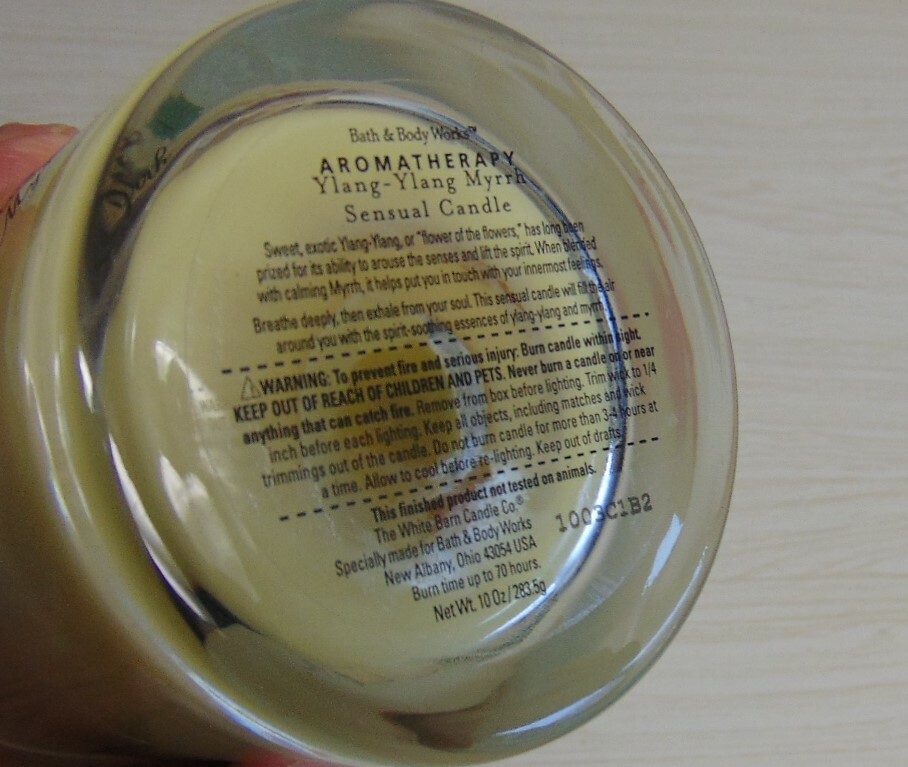 Bath & Body Works™
AROMATHERAPY
Ylang-Ylang Myrrh
Sensual Candle
Sweet, exotic Ylang-Ylang, or "flower of the flowers," has long been
prized for its ability to arouse the senses and lift the spirit. When blended
with calming Myrrh, it helps put you in touch with your innermost feelings.
Breathe deeply, then exhale from your soul. This sensual candle will fill the air
around you with the spirit-soothing essences of ylang-ylang and myrrh.
⚠WARNING: To prevent fire and serious injury: Burn candle within sight.
KEEP OUT OF REACH OF CHILDREN AND PETS. Never burn a candle on or near
anything that can catch fire. Remove from box before lighting. Trim wick to 1/4
inch before each lighting. Keep all objects, including matches and wick
trimmings out of the candle. Do not burn candle for more than 3-4 hours at
a time. Allow to cool before re-lighting. Keep out of drafts.
This finished product not tested on animals.
The White Barn Candle Co.®
Specially made for Bath & Body Works
New Albany, Ohio 43054 USA
Burn time up to 70 hours.
Net Wt. 10 Oz / 283.5g
1003C1B2